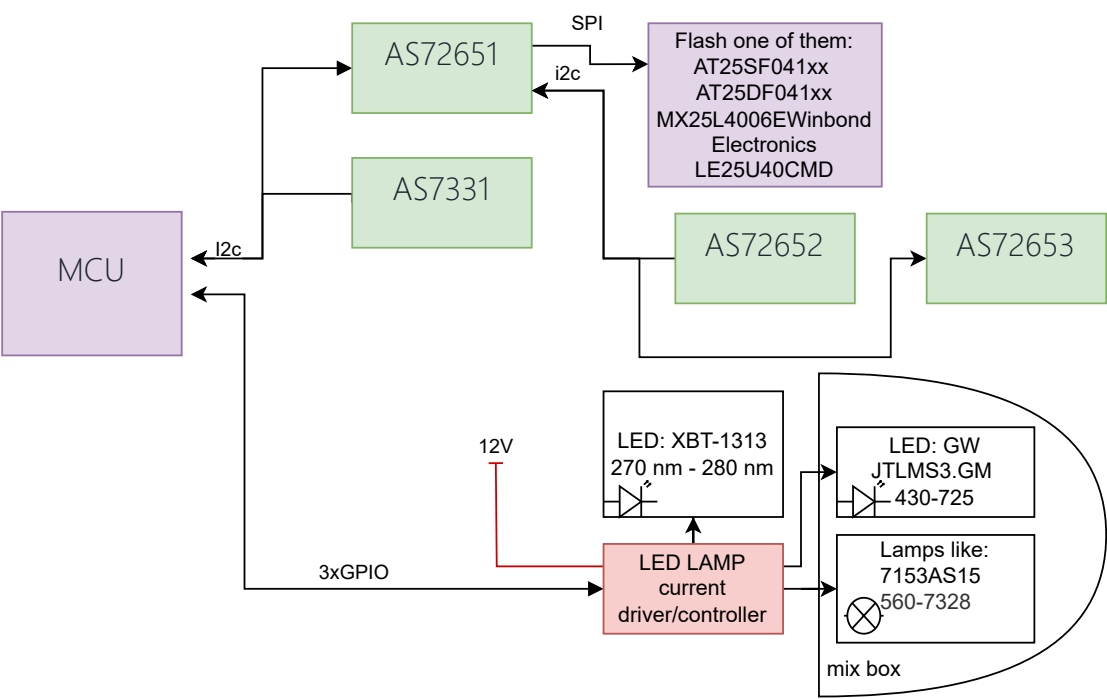 SPI
AS72651
Flash one of them:
AT25SF041xx
AT25DF041xx
MX25L4006EWinbond
Electronics
LE25U40CMD
i2c
AS7331
MCU
I2c
AS72652
AS72653
12V
LED: XBT-1313
270 nm - 280 nm
LED: GW
JTLMS3.GM
430-725
3xGPIO
LED LAMP
current
driver/controller
Lamps like:
7153AS15
560-7328
mix box